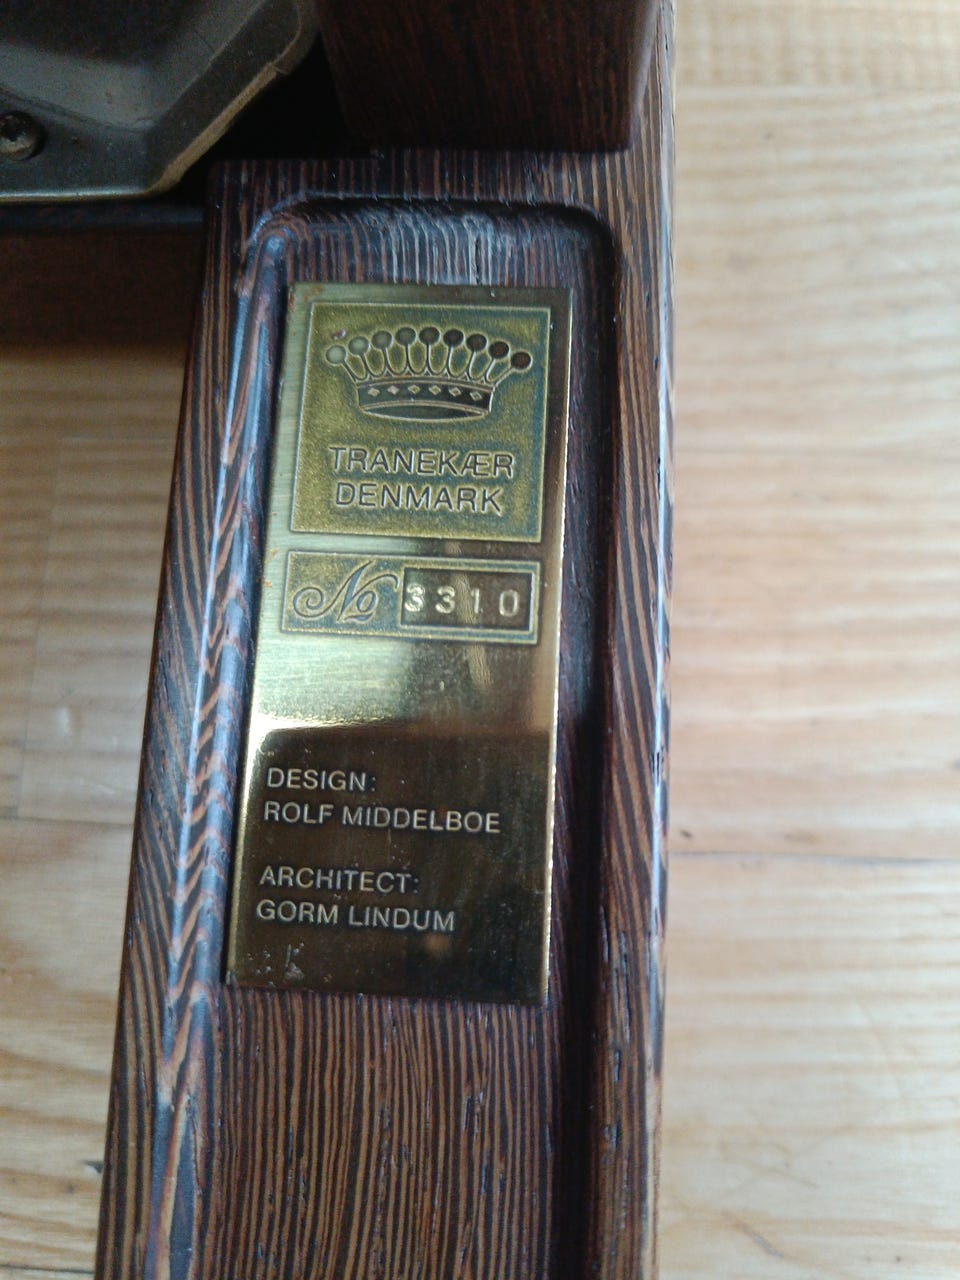 TRANEKÆR
DENMARK
No 3310
DESIGN:
ROLF MIDDELBOE
ARCHITECT:
GORM LINDUM